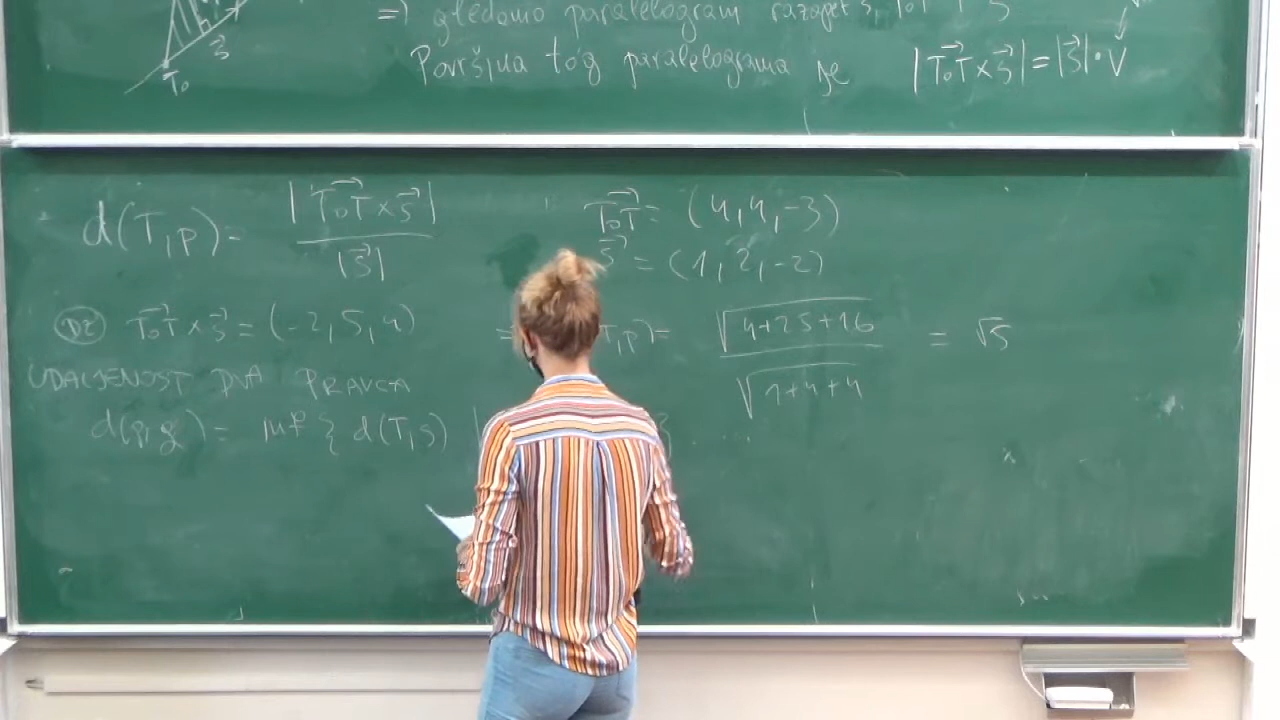 =) gledamo paralelogram razapet s T₀T i s
s
T₀
Površina tog paralelograma je |T₀T⃗ × s⃗| = |s⃗| · V
d(T,p) = |T₀T⃗ × s⃗| / |s⃗|
T₀T⃗ = (4,4,-3)
s⃗ = (1,2,-2)
DZ T₀T⃗ × s⃗ = (-2,5,4) = T,p) = √4+25+16 / √1+4+4 = √5
UDALJENOST DVA PRAVCA
d(p,g) = inf { d(T,S) | }